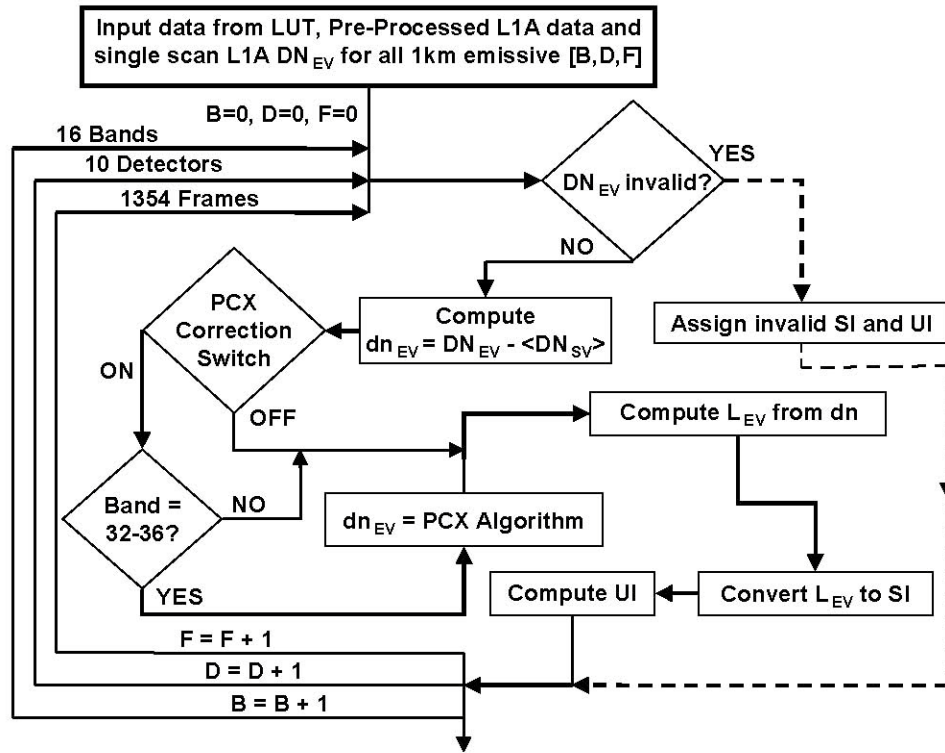 Input data from LUT, Pre-Processed L1A data and
single scan L1A DN EV for all 1km emissive [B,D,F]
B=0, D=0, F=0
16 Bands
10 Detectors
1354 Frames
YES
DN EV invalid?
NO
PCX
Correction
Switch
Compute
dn EV = DN EV - <DN SV>
Assign invalid SI and UI
ON
OFF
Compute L EV from dn
Band =
32-36?
NO
dn EV = PCX Algorithm
YES
Compute UI
Convert L EV to SI
F = F + 1
D = D + 1
B = B + 1